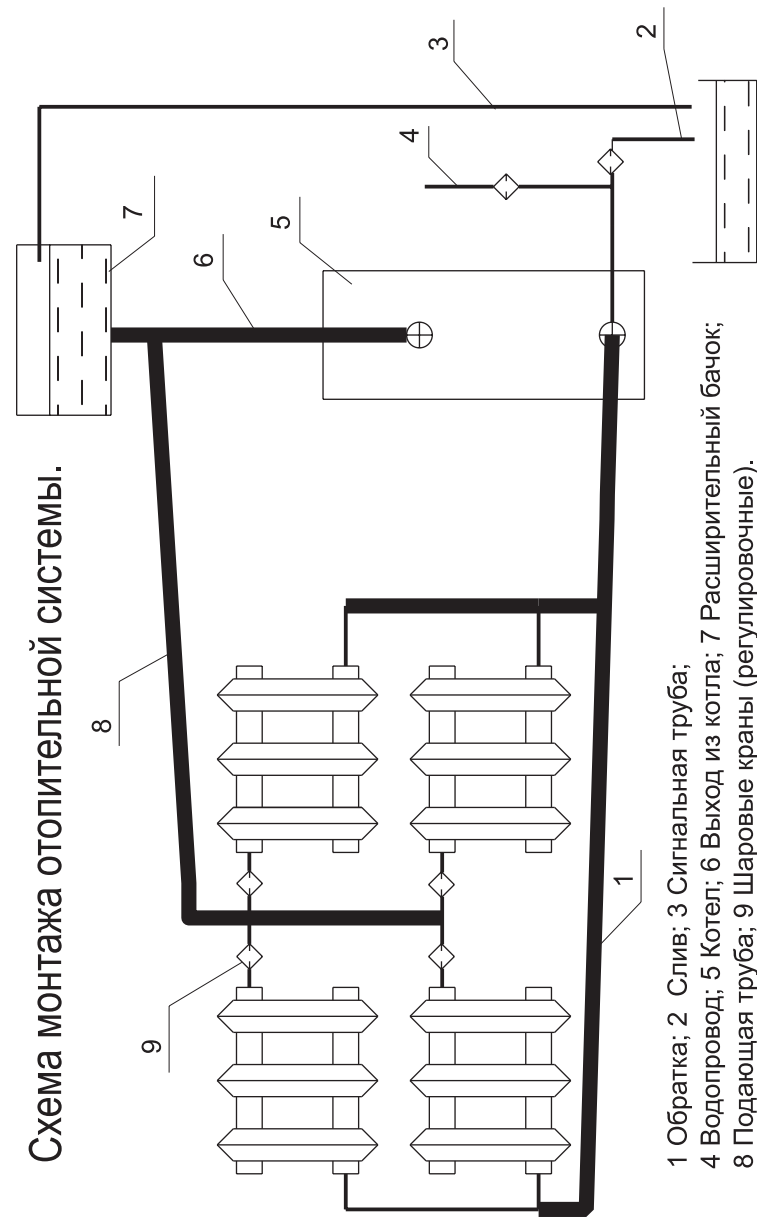 Схема монтажа отопительной системы.
7
3
2
4
6
5
8
9
1
1 Обратка; 2 Слив; 3 Сигнальная труба;
4 Водопровод; 5 Котел; 6 Выход из котла; 7 Расширительный бачок;
8 Подающая труба; 9 Шаровые краны (регулировочные).